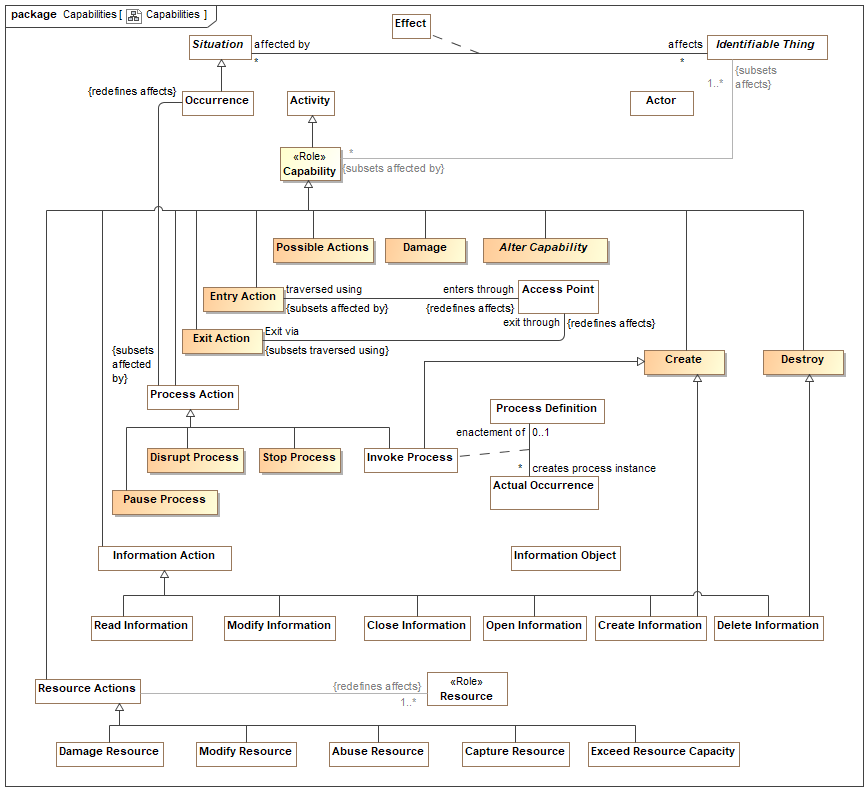 package Capabilities [ Capabilities ]
Effect
Situation
affected by
*
affects
*
Identifiable Thing
{subsets
affects}
1..*
{redefines affects}
Occurrence
Activity
Actor
«Role»
Capability
*
{subsets affected by}
Possible Actions
Damage
Alter Capability
Entry Action
traversed using
{subsets affected by}
enters through
{redefines affects}
Access Point
Exit Action
Exit via
{subsets traversed using}
exit through
{redefines affects}
{subsets
affected
by}
Create
Destroy
Process Action
Process Definition
enactement of
0..1
Disrupt Process
Stop Process
Invoke Process
*
creates process instance
Actual Occurrence
Pause Process
Information Action
Information Object
Read Information
Modify Information
Close Information
Open Information
Create Information
Delete Information
Resource Actions
{redefines affects}
1..*
«Role»
Resource
Damage Resource
Modify Resource
Abuse Resource
Capture Resource
Exceed Resource Capacity